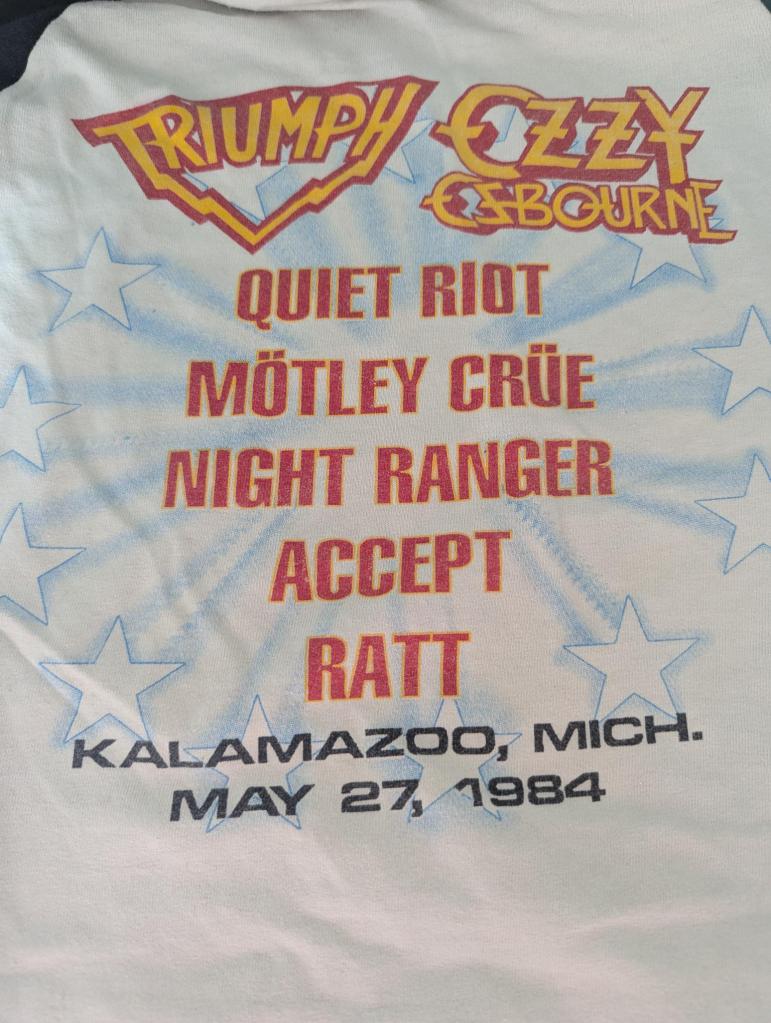 TRIUMPH OZZY OSBOURNE
QUIET RIOT
MÖTLEY CRÜE
NIGHT RANGER
ACCEPT
RATT
KALAMAZOO, MICH.
MAY 27, 1984